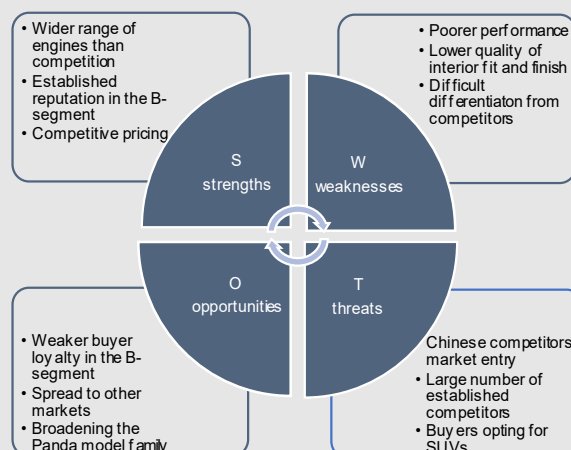 • Wider range of
engines than
competition
• Established
reputation in the B-
segment
• Competitive pricing
• Poorer performance
• Lower quality of
interior fit and finish
• Difficult
differentiaton from
competitors
S
strengths
W
weaknesses
O
opportunities
T
threats
• Weaker buyer
loyalty in the B-
segment
• Spread to other
markets
• Broadening the
Panda model family
Chinese competitors
market entry
• Large number of
established
competitors
• Buyers opting for
SUVs